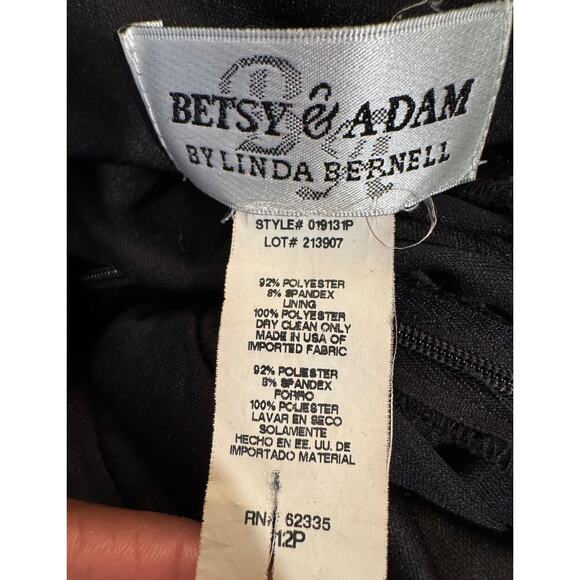 BETSY & ADAM
BY LINDA BERNELL
STYLE# 019131P
LOT# 213907
92% POLYESTER
8% SPANDEX
LINING
100% POLYESTER
DRY CLEAN ONLY
MADE IN USA OF
IMPORTED FABRIC
92% POLIESTER
8% SPANDEX
FORRO
100% POLIESTER
LAVAR EN SECO
SOLAMENTE
HECHO EN EE. UU. DE
IMPORTADO MATERIAL
RN# 62335
12P